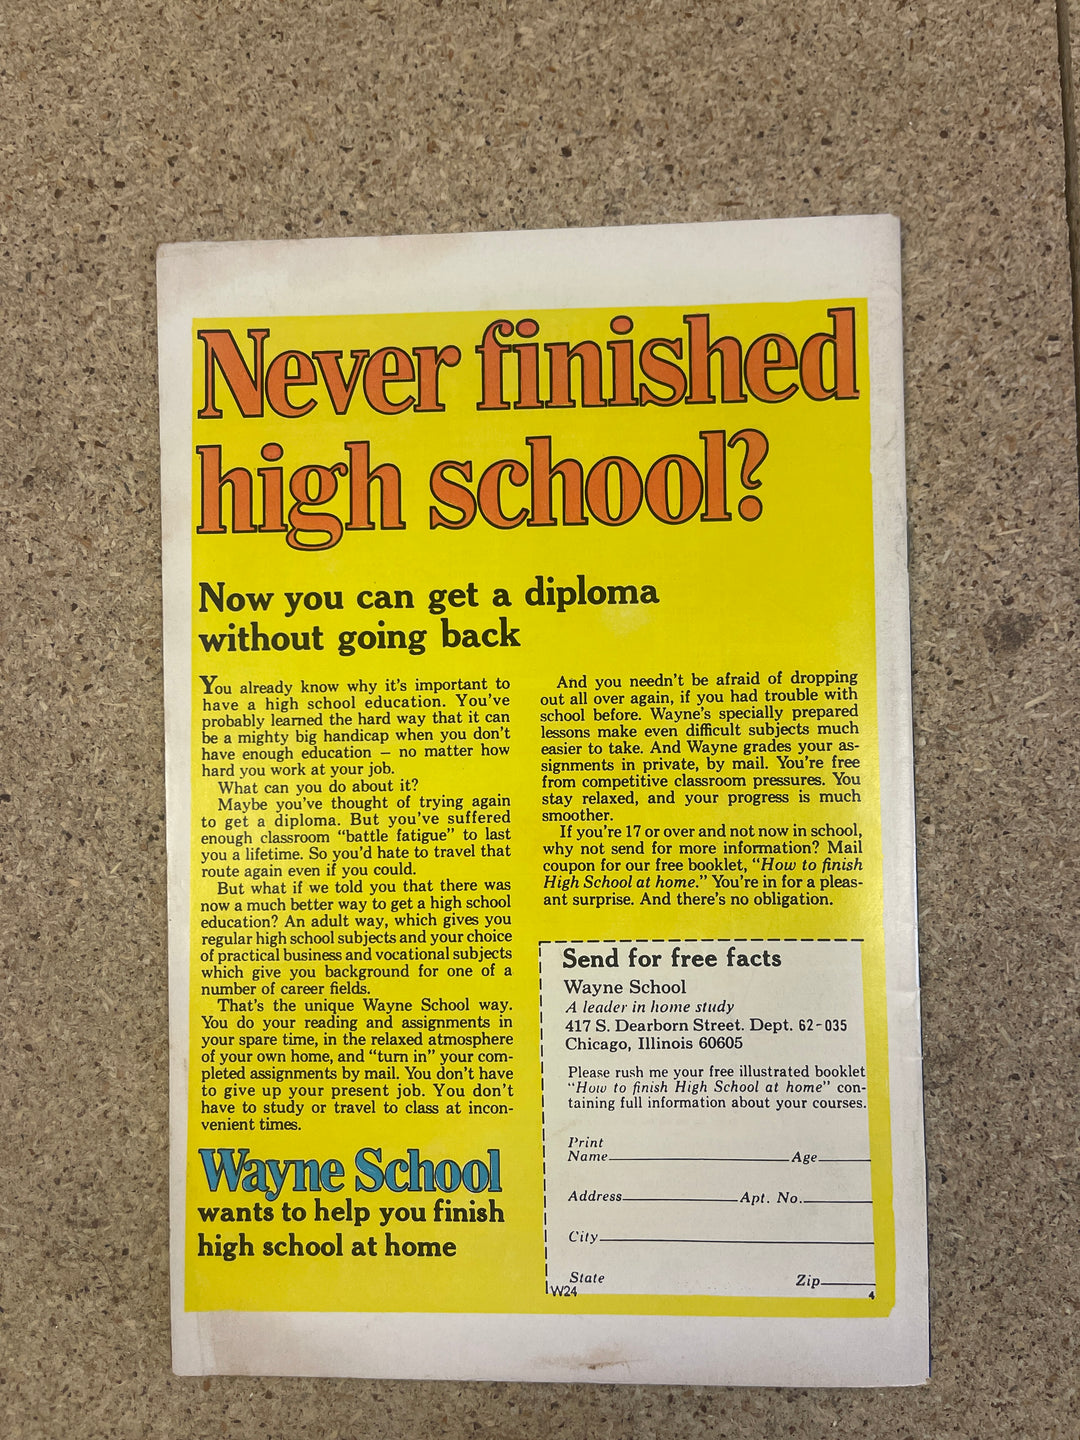 Never finished
high school?
Now you can get a diploma
without going back
You already know why it's important to
have a high school education. You've
probably learned the hard way that it can
be a mighty big handicap when you don't
have enough education — no matter how
hard you work at your job.
What can you do about it?
Maybe you've thought of trying again
to get a diploma. But you've suffered
enough classroom “battle fatigue” to last
you a lifetime. So you'd hate to travel that
route again even if you could.
But what if we told you that there was
now a much better way to get a high school
education? An adult way, which gives you
regular high school subjects and your choice
of practical business and vocational subjects
which give you background for one of a
number of career fields.
That's the unique Wayne School way.
You do your reading and assignments in
your spare time, in the relaxed atmosphere
of your own home, and “turn in” your com-
pleted assignments by mail. You don't have
to give up your present job. You don't
have to study or travel to class at incon-
venient times.
Wayne School
wants to help you finish
high school at home
And you needn't be afraid of dropping
out all over again, if you had trouble with
school before. Wayne's specially prepared
lessons make even difficult subjects much
easier to take. And Wayne grades your as-
signments in private, by mail. You're free
from competitive classroom pressures. You
stay relaxed, and your progress is much
smoother.
If you're 17 or over and not now in school,
why not send for more information? Mail
coupon for our free booklet, “How to finish
High School at home.” You're in for a pleas-
ant surprise. And there's no obligation.
Send for free facts
Wayne School
A leader in home study
417 S. Dearborn Street. Dept. 62-035
Chicago, Illinois 60605
Please rush me your free illustrated booklet
“How to finish High School at home” con-
taining full information about your courses.
Print
Name Age
Address Apt. No.
City
State Zip
W24 4